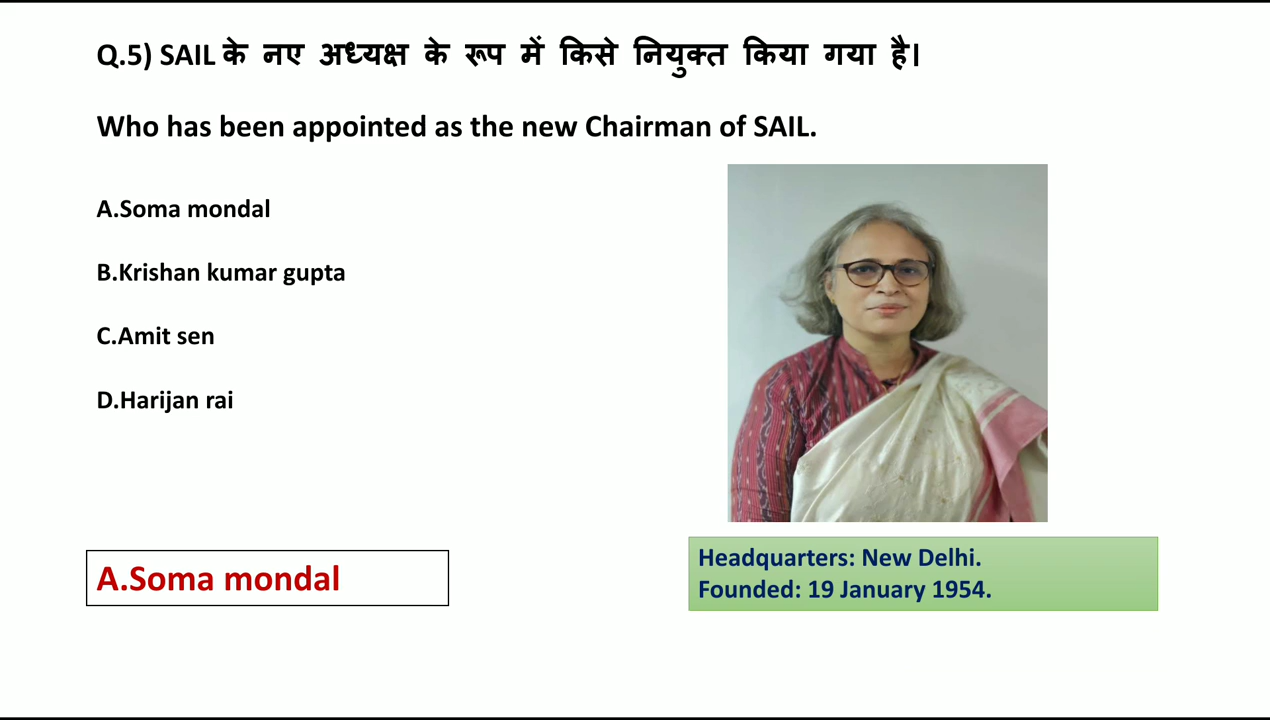 Q.5) SAIL के नए अध्यक्ष के रूप में किसे नियुक्त किया गया है।
Who has been appointed as the new Chairman of SAIL.
A.Soma mondal
B.Krishan kumar gupta
C.Amit sen
D.Harijan rai
A.Soma mondal
Headquarters: New Delhi.
Founded: 19 January 1954.